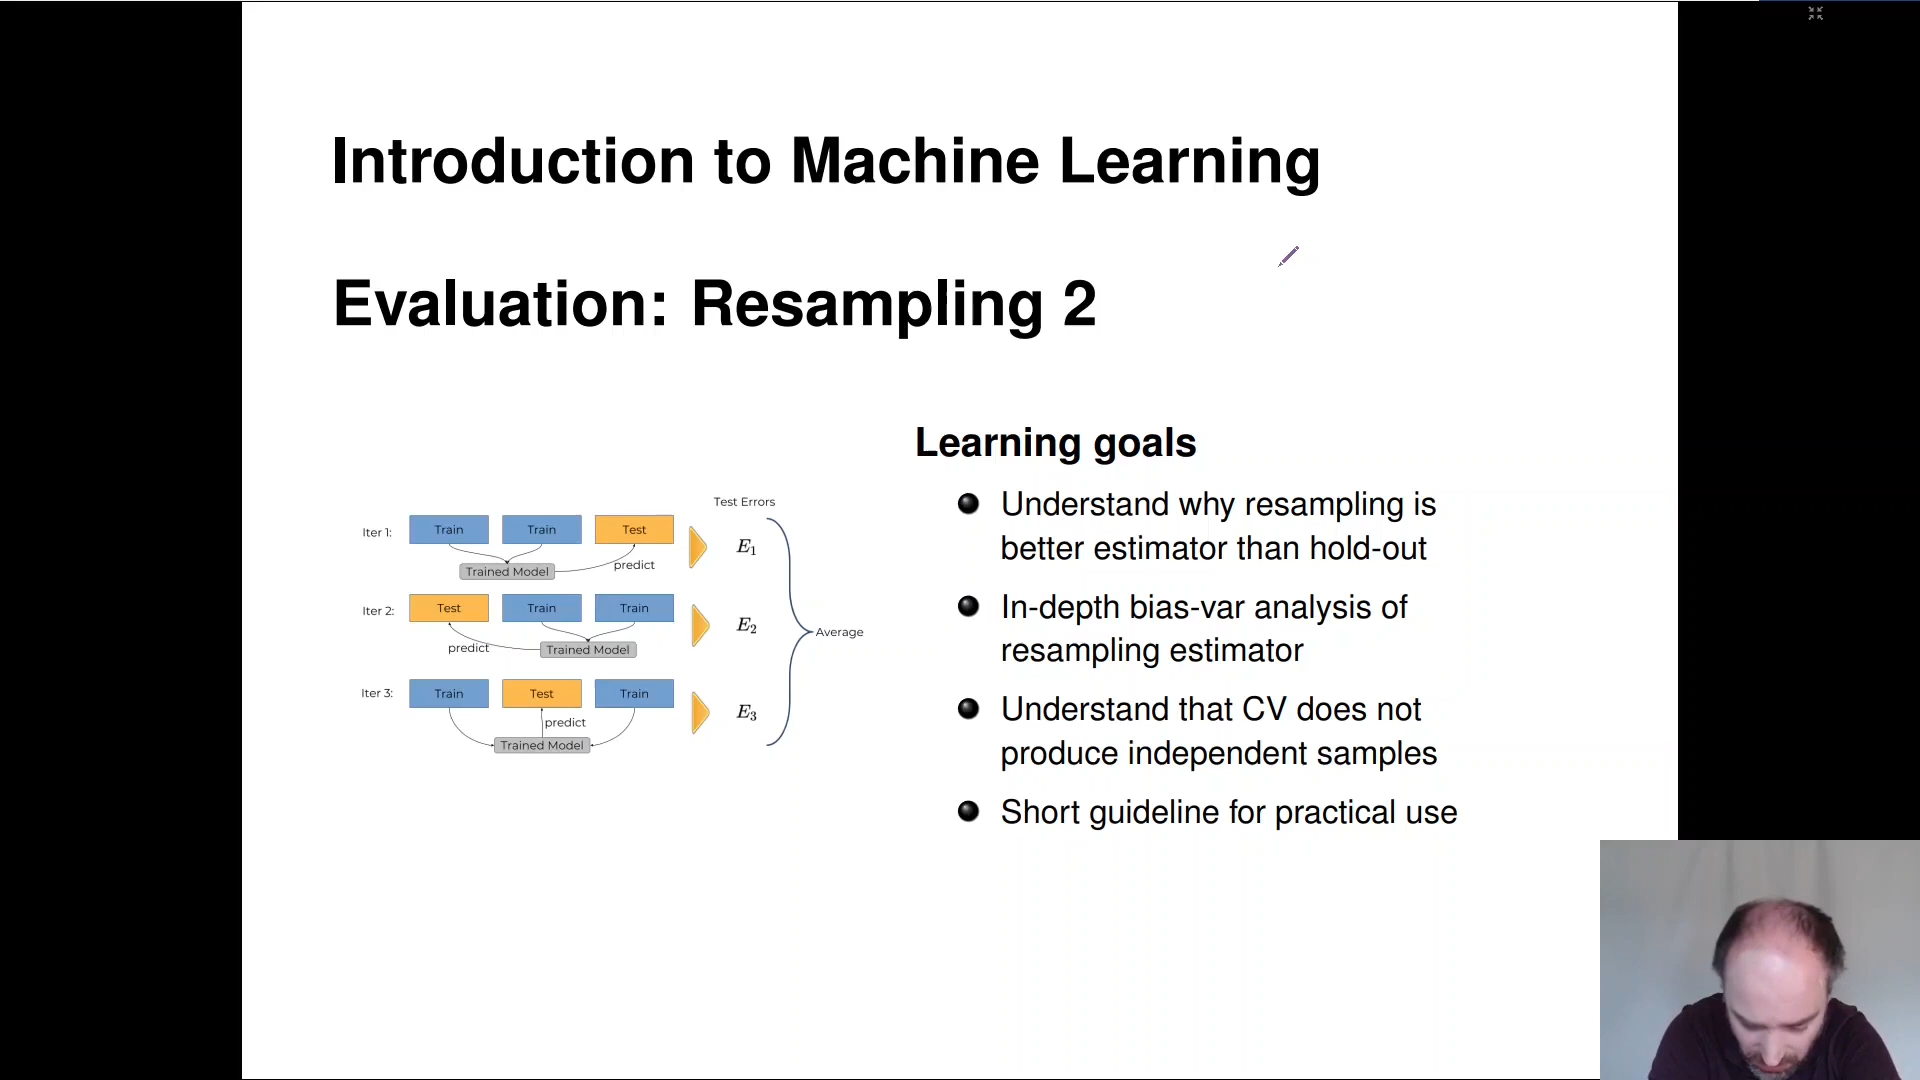 Introduction to Machine Learning
Evaluation: Resampling 2
Test Errors
Iter 1:
Train
Train
Test
E1
Trained Model
predict
Iter 2:
Test
Train
Train
E2
predict
Trained Model
Average
Iter 3:
Train
Test
Train
E3
predict
Trained Model
Learning goals
Understand why resampling is
better estimator than hold-out
In-depth bias-var analysis of
resampling estimator
Understand that CV does not
produce independent samples
Short guideline for practical use